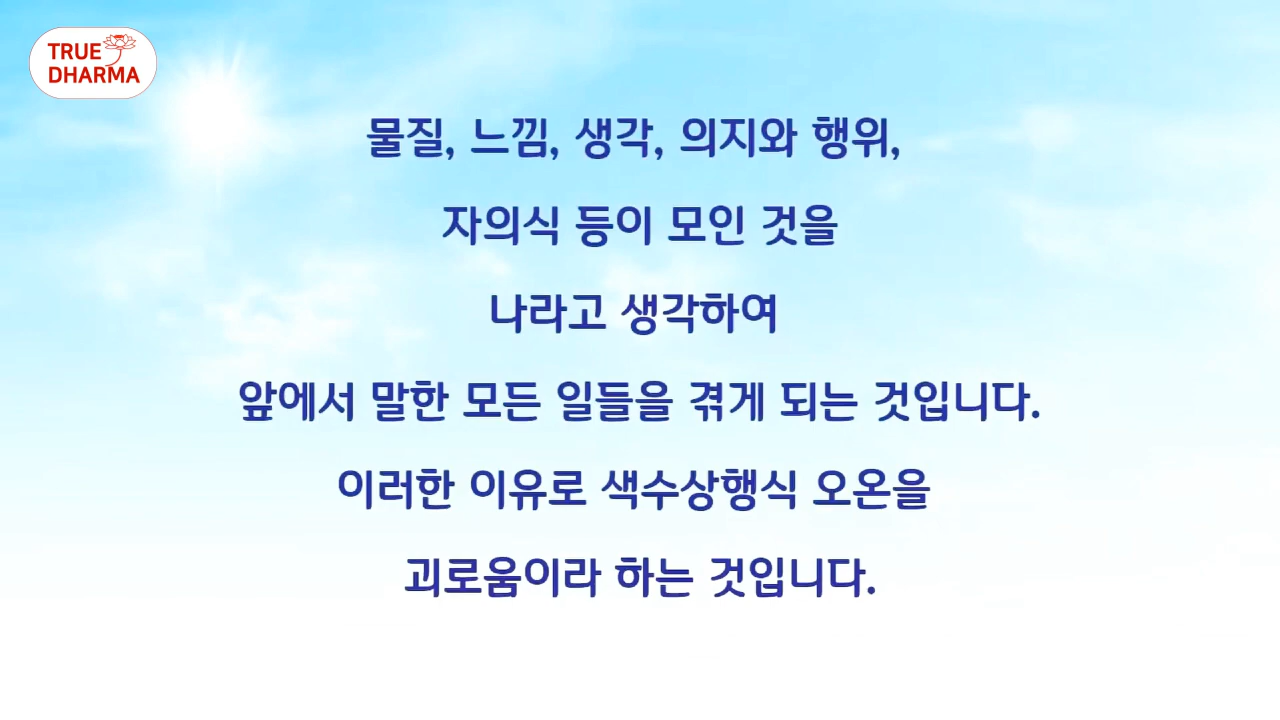 TRUE
DHARMA
물질, 느낌, 생각, 의지와 행위,
자의식 등이 모인 것을
나라고 생각하여
앞에서 말한 모든 일들을 겪게 되는 것입니다.
이러한 이유로 색수상행식 오온을
괴로움이라 하는 것입니다.